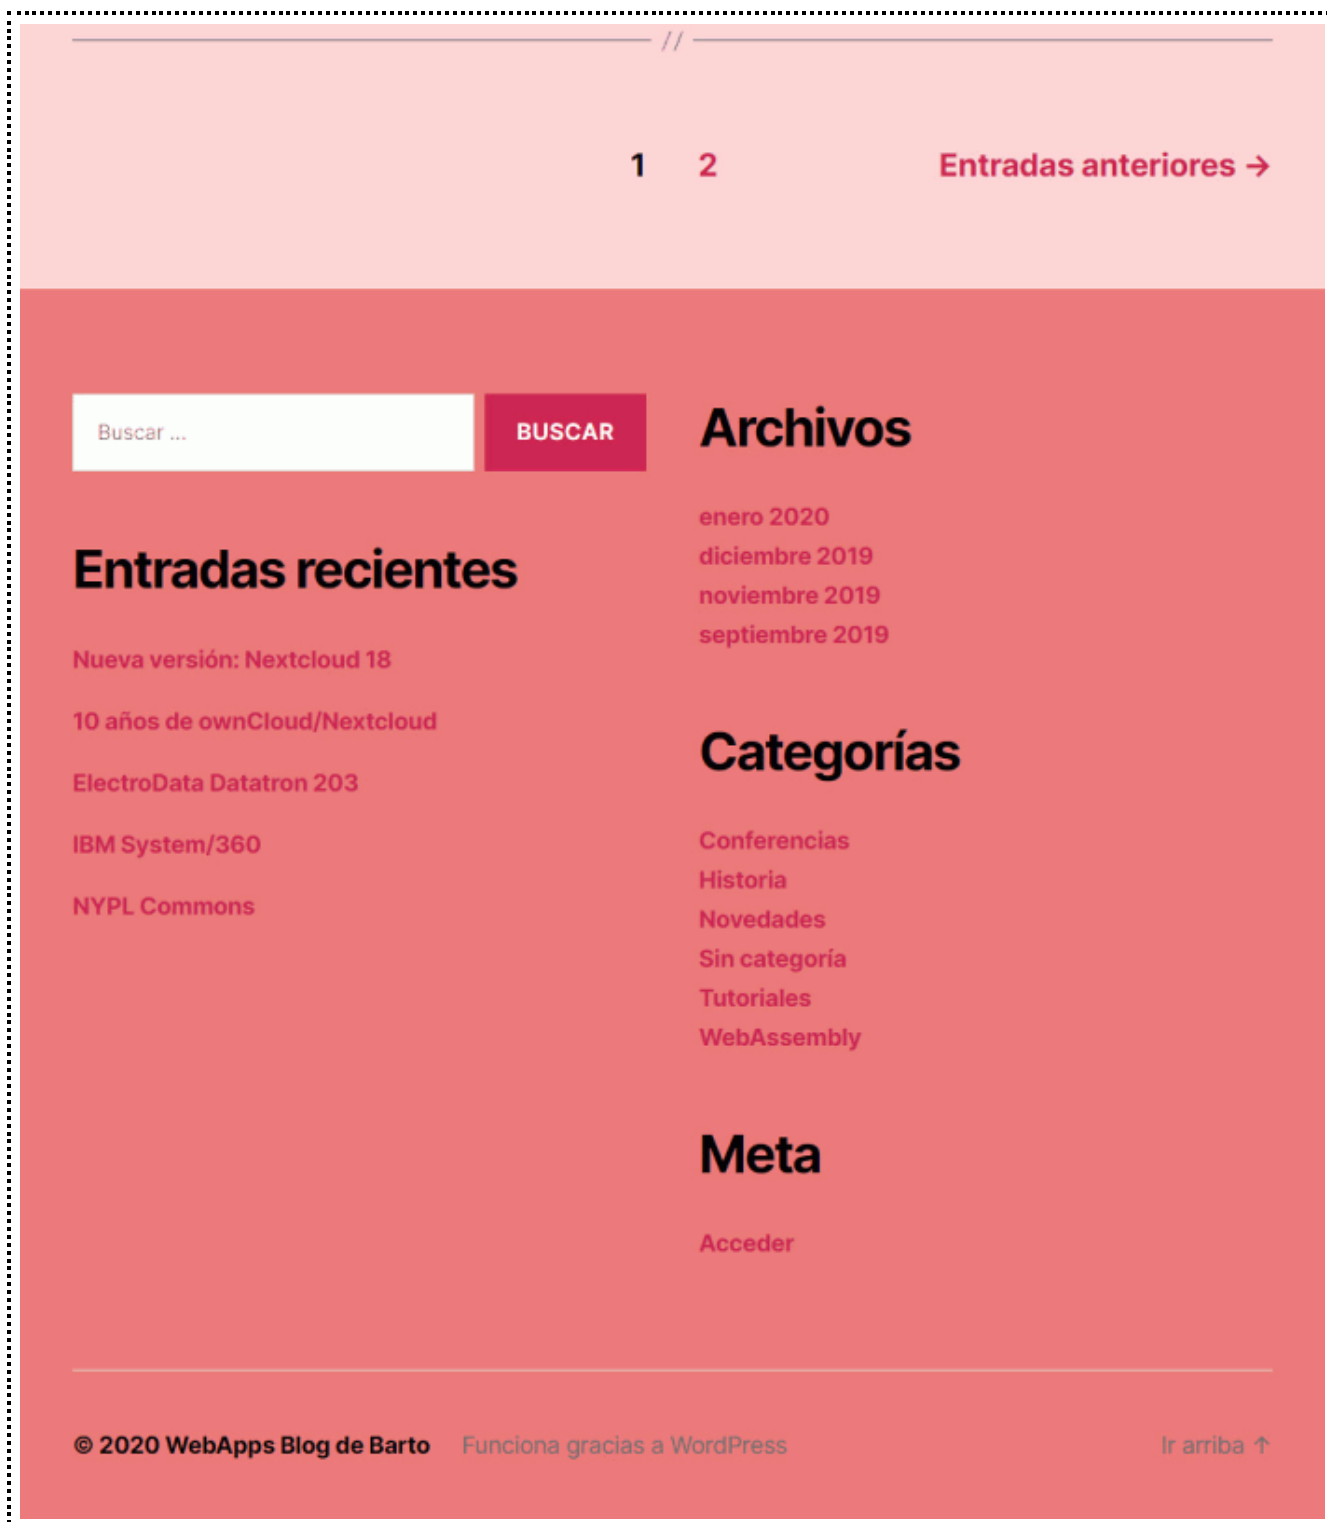 //
1 2 Entradas anteriores →
Buscar ... BUSCAR
Entradas recientes
Nueva versión: Nextcloud 18
10 años de ownCloud/Nextcloud
ElectroData Datatron 203
IBM System/360
NYPL Commons
Archivos
enero 2020
diciembre 2019
noviembre 2019
septiembre 2019
Categorías
Conferencias
Historia
Novedades
Sin categoría
Tutoriales
WebAssembly
Meta
Acceder
© 2020 WebApps Blog de Barto Funciona gracias a WordPress Ir arriba ↑